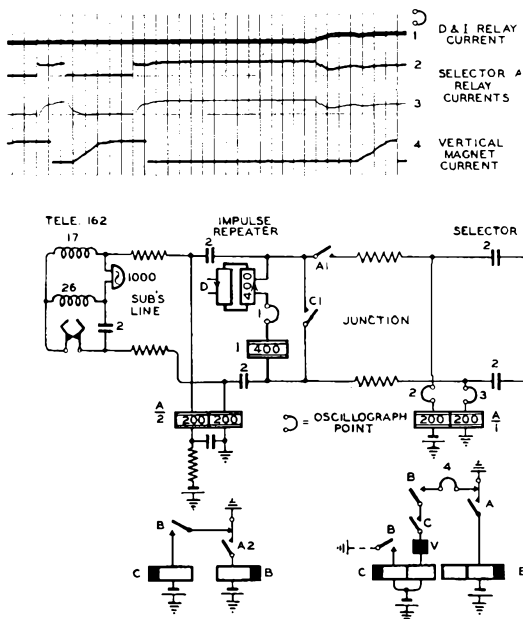 1 D & I RELAY
CURRENT
2
SELECTOR A
RELAY
CURRENTS
3
4 VERTICAL
MAGNET
CURRENT
TELE. 162
IMPULSE
REPEATER
SELECTOR
17
2
2
A1
1000
D
400
26
SUB'S
LINE
1
C1
2
JUNCTION
I
400
2
2
2
3
A
2
200 200
= OSCILLOGRAPH
POINT
200 200
A
1
4
B
B
A
A2
B
C
V
C
B
C
B